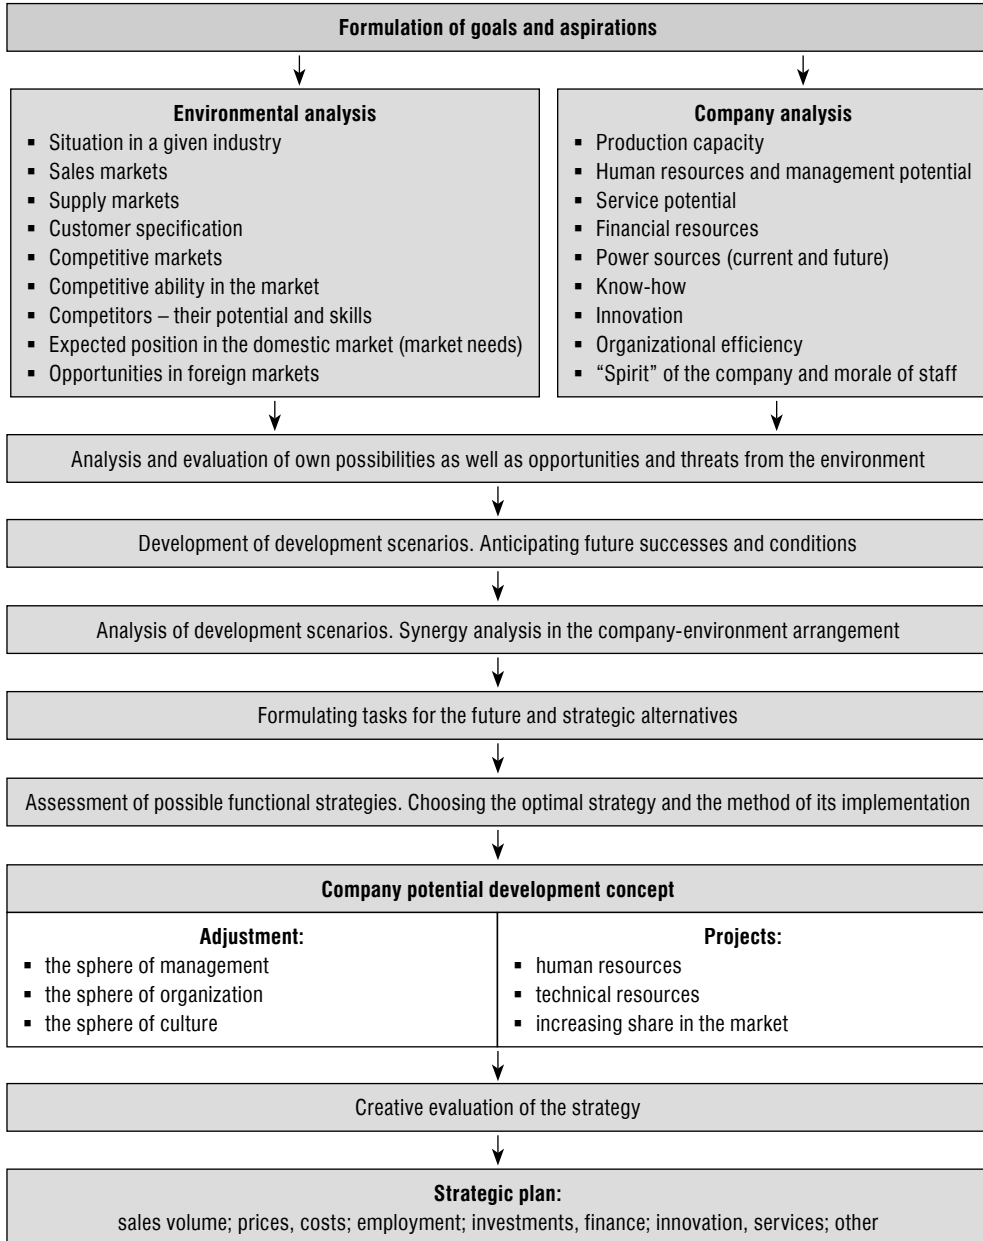 Formulation of goals and aspirations
Environmental analysis
▪ Situation in a given industry
▪ Sales markets
▪ Supply markets
▪ Customer specification
▪ Competitive markets
▪ Competitive ability in the market
▪ Competitors – their potential and skills
▪ Expected position in the domestic market (market needs)
▪ Opportunities in foreign markets
Company analysis
▪ Production capacity
▪ Human resources and management potential
▪ Service potential
▪ Financial resources
▪ Power sources (current and future)
▪ Know-how
▪ Innovation
▪ Organizational efficiency
▪ “Spirit” of the company and morale of staff
Analysis and evaluation of own possibilities as well as opportunities and threats from the environment
Development of development scenarios. Anticipating future successes and conditions
Analysis of development scenarios. Synergy analysis in the company-environment arrangement
Formulating tasks for the future and strategic alternatives
Assessment of possible functional strategies. Choosing the optimal strategy and the method of its implementation
Company potential development concept
Adjustment:
▪ the sphere of management
▪ the sphere of organization
▪ the sphere of culture
Projects:
▪ human resources
▪ technical resources
▪ increasing share in the market
Creative evaluation of the strategy
Strategic plan:
sales volume; prices, costs; employment; investments, finance; innovation, services; other